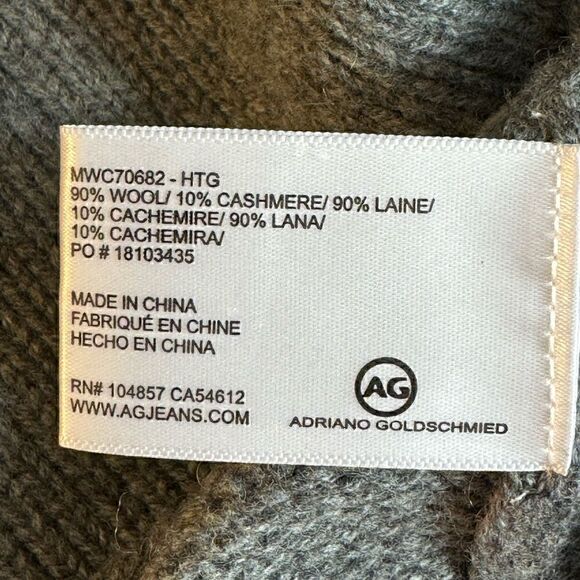 MWC70682 - HTG
90% WOOL/ 10% CASHMERE/ 90% LAINE/
10% CACHEMIRE/ 90% LANA/
10% CACHEMIRA/
PO # 18103435
MADE IN CHINA
FABRIQUÉ EN CHINE
HECHO EN CHINA
RN# 104857 CA54612
WWW.AGJEANS.COM
AG
ADRIANO GOLDSCHMIED